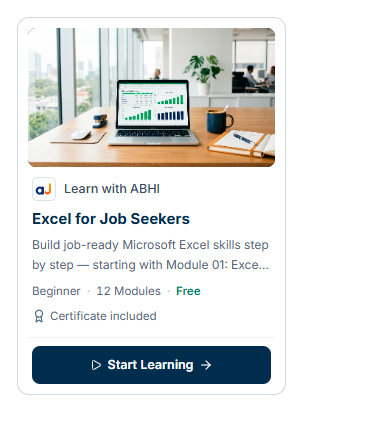 aJ
Learn with ABHI
Excel for Job Seekers
Build job-ready Microsoft Excel skills step
by step — starting with Module 01: Exce...
Beginner · 12 Modules · Free
Certificate included
Start Learning